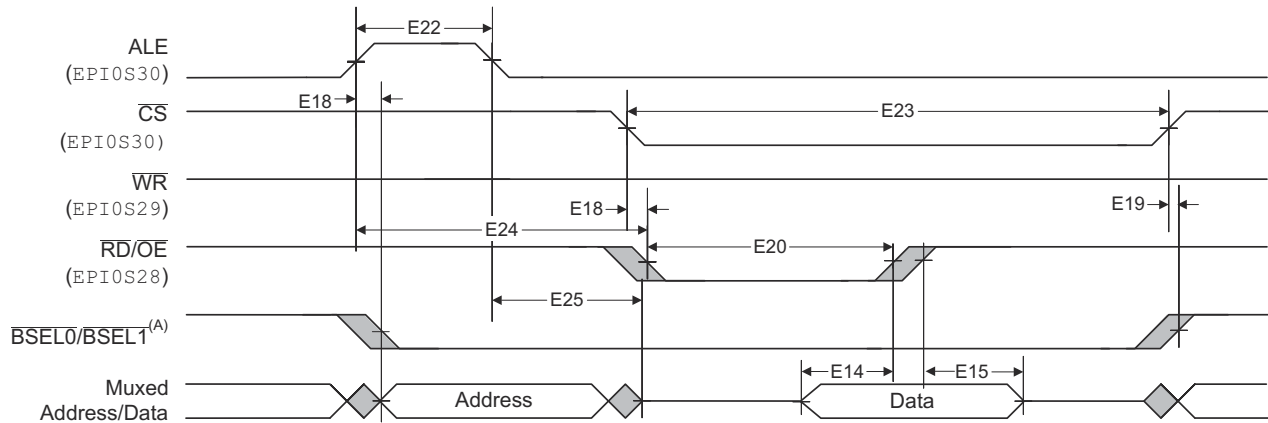 E22
ALE
(EPI0S30)
E18
E23
CS
(EPI0S30)
WR
(EPI0S29)
E18
E19
E24
RD/OE
E20
(EPI0S28)
E25
BSEL0/BSEL1(A)
E14
E15
Muxed
Address/Data
Address
Data